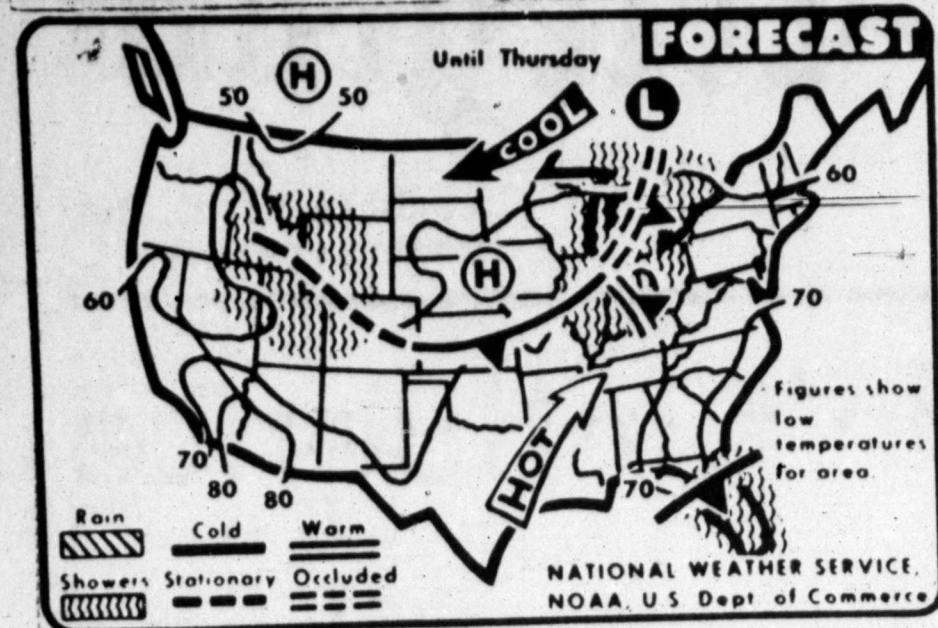 FORECAST
Until Thursday
H
L
50 50
COOL
60
H
60
70
Figures show
low
temperatures
for area.
HOT
70
80 80
70
Rain
Cold
Warm
Showers Stationary Occluded
NATIONAL WEATHER SERVICE,
NOAA, U.S. Dept. of Commerce